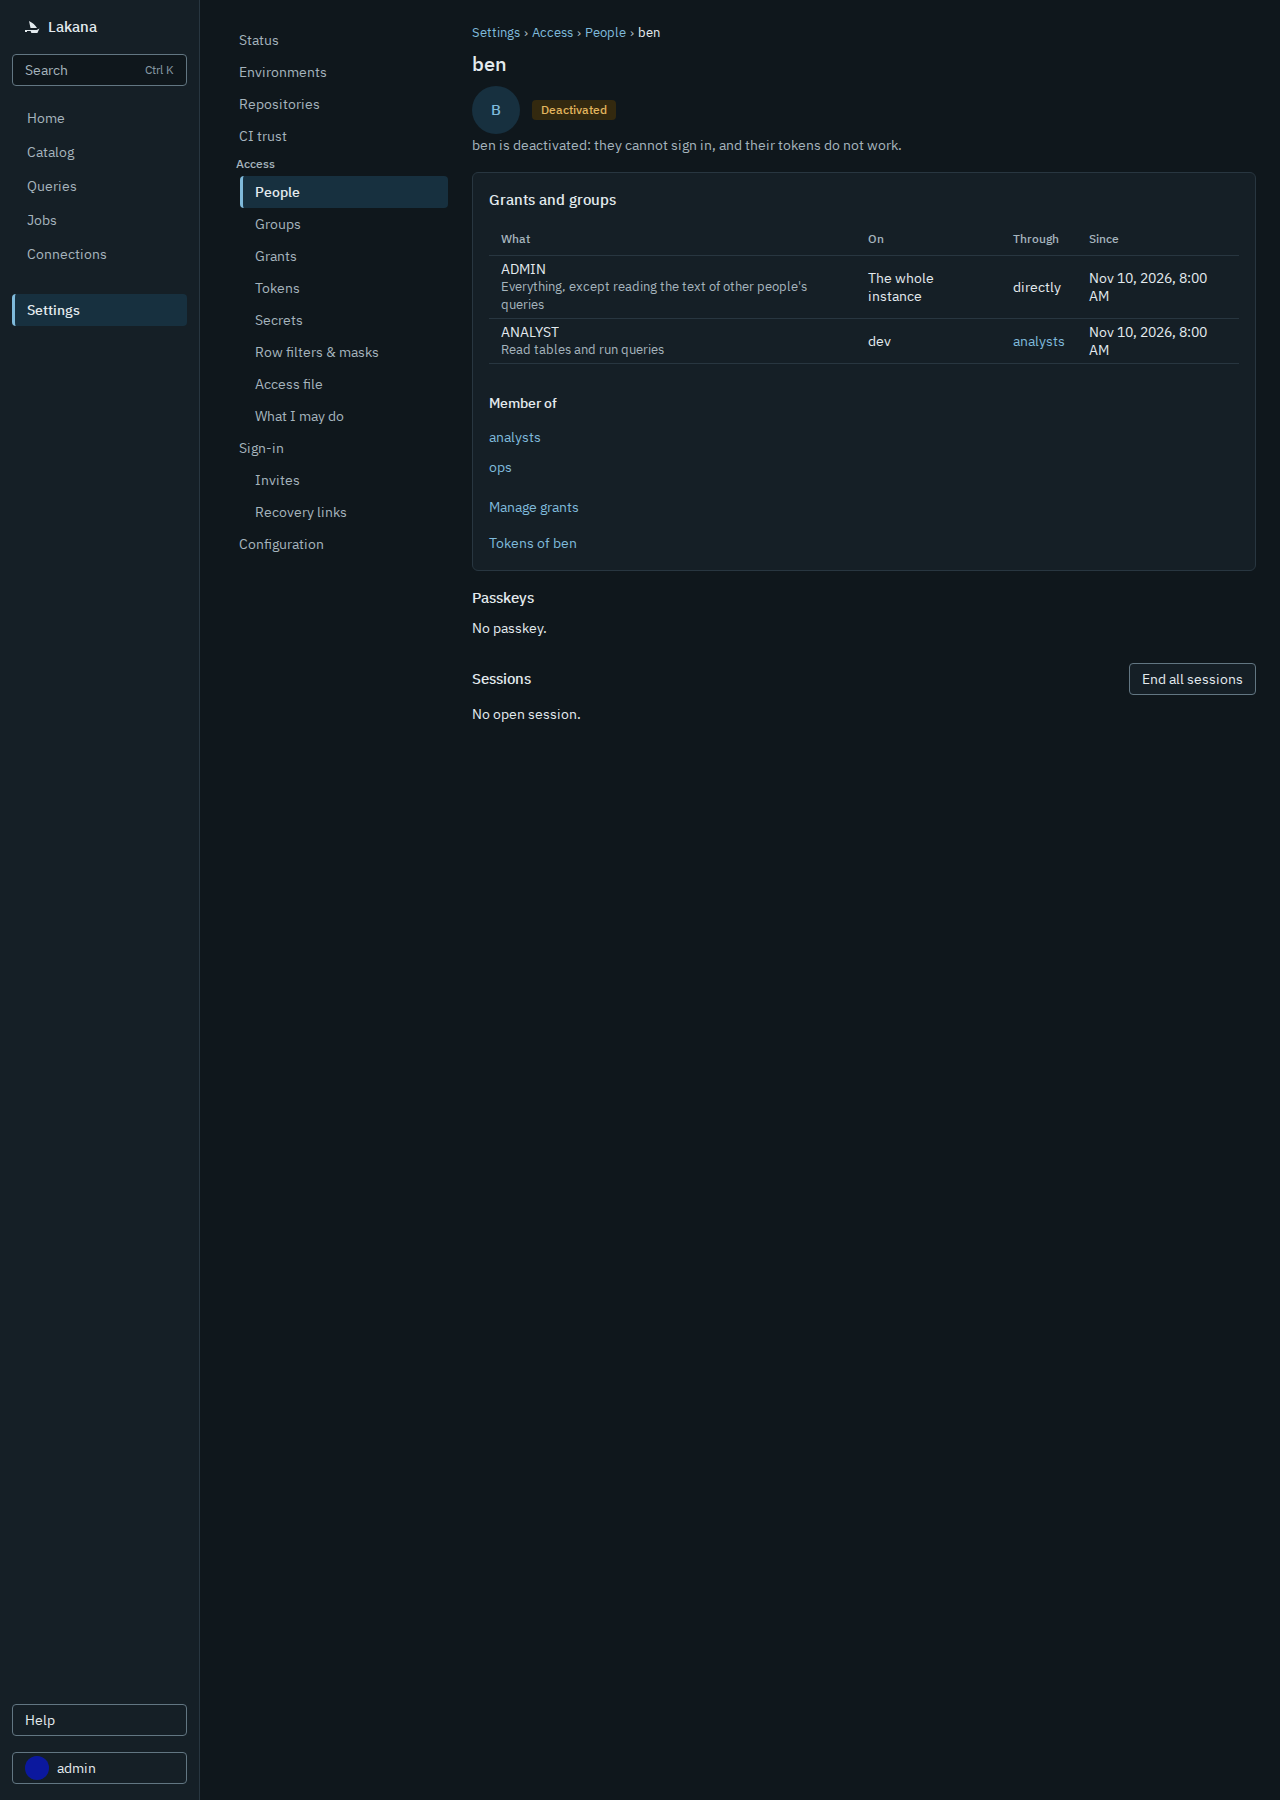 Lakana
Search Ctrl K
Home
Catalog
Queries
Jobs
Connections
Settings
Help
admin
Status
Environments
Repositories
CI trust
Access
People
Groups
Grants
Tokens
Secrets
Row filters & masks
Access file
What I may do
Sign-in
Invites
Recovery links
Configuration
Settings › Access › People › ben
ben
B Deactivated
ben is deactivated: they cannot sign in, and their tokens do not work.
Grants and groups
What On Through Since
ADMIN
Everything, except reading the text of other people's
queries
The whole
instance
directly
Nov 10, 2026, 8:00
AM
ANALYST
Read tables and run queries
dev
analysts
Nov 10, 2026, 8:00
AM
Member of
analysts
ops
Manage grants
Tokens of ben
Passkeys
No passkey.
Sessions End all sessions
No open session.